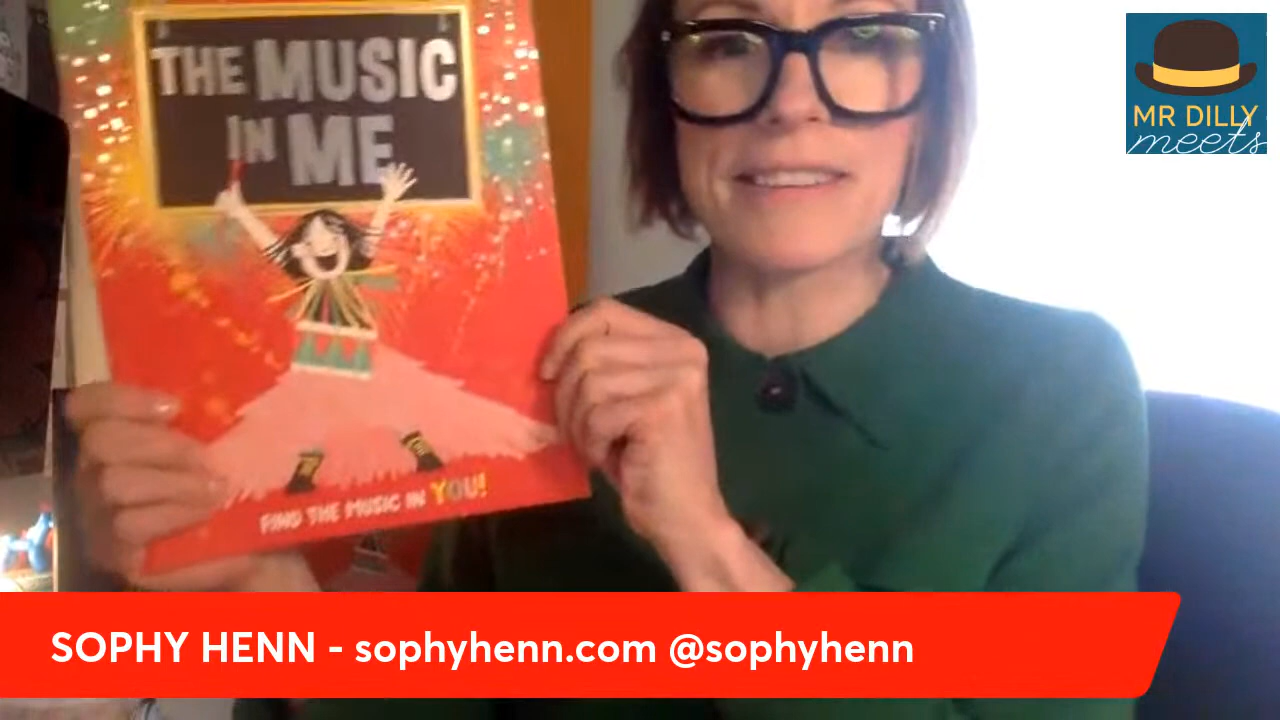 THE MUSIC
IN ME
FIND THE MUSIC IN YOU!
MR DILLY
meets
SOPHY HENN - sophyhenn.com @sophyhenn